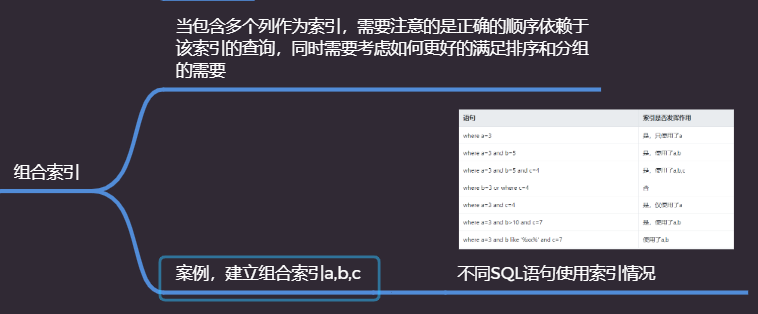 当包含多个列作为索引，需要注意的是正确的顺序依赖于
该索引的查询，同时需要考虑如何更好的满足排序和分组
的需要
组合索引
语句 索引是否发挥作用
where a=3 是，只使用了a
where a=3 and b=5 是，使用了a,b
where a=3 and b=5 and c=4 是，使用了a,b,c
where b=3 or where c=4 否
where a=3 and c=4 是，仅使用了a
where a=3 and b>10 and c=7 是，使用了a,b
where a=3 and b like '%xx%' and c=7 使用了a,b
案例，建立组合索引a,b,c
不同SQL语句使用索引情况